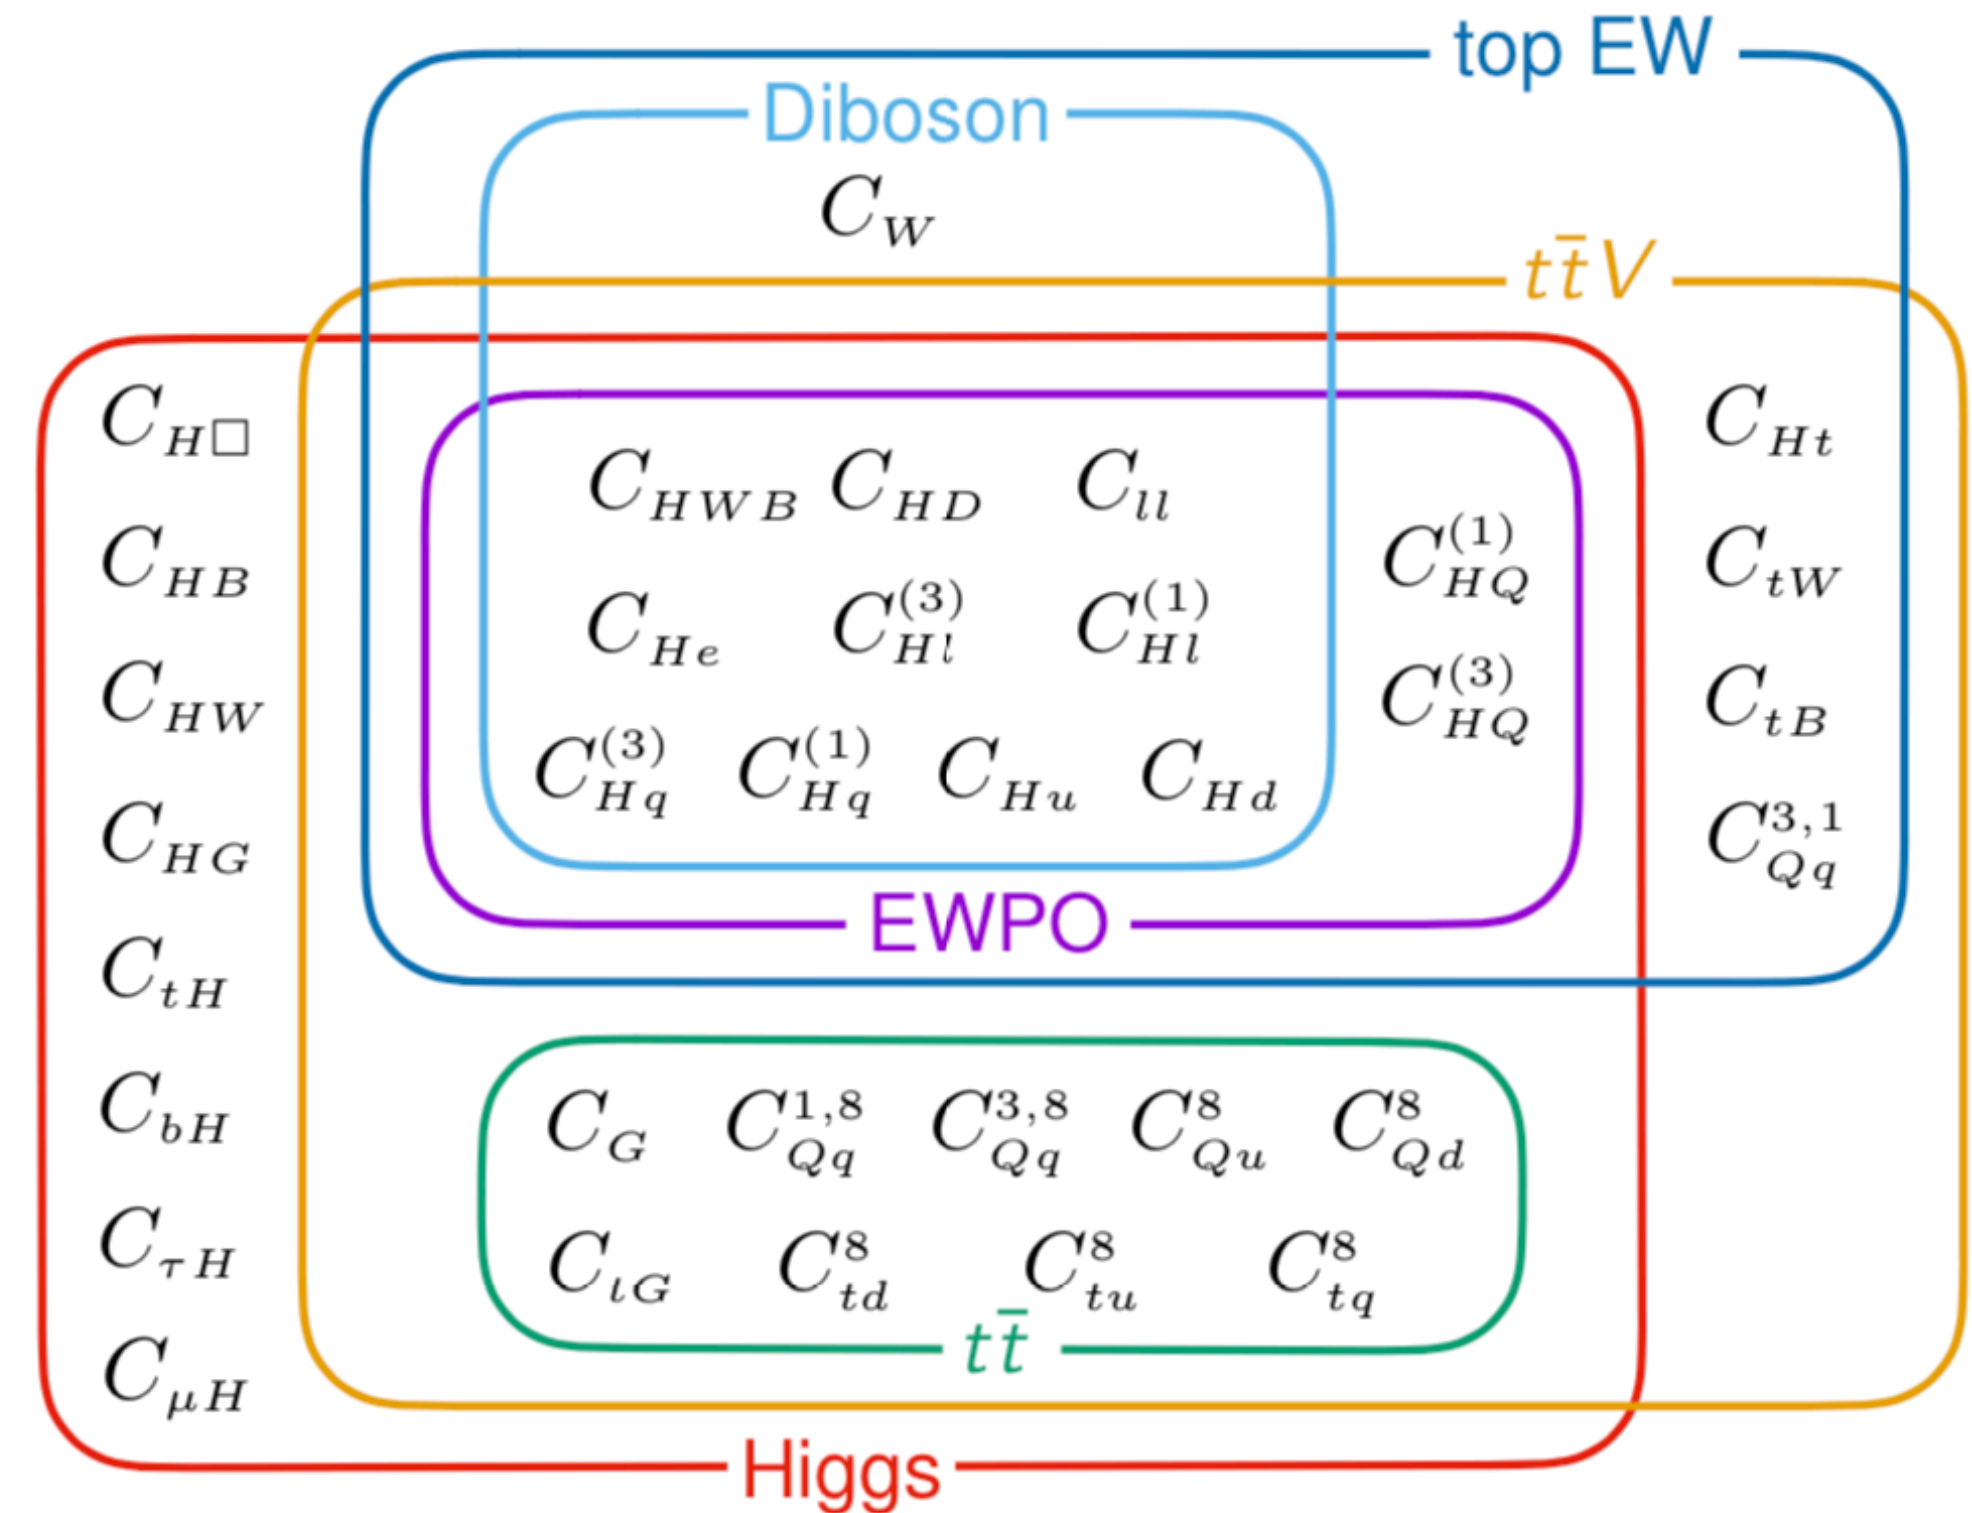 top EW
Diboson
C_W
tt̄V
C_{H□}
C_{HB}
C_{HW}
C_{HG}
C_{tH}
C_{bH}
C_{τH}
C_{μH}
C_{HWB} C_{HD} C_{ll}
C_{He} C_{Hl}^{(3)} C_{Hl}^{(1)}
C_{Hq}^{(3)} C_{Hq}^{(1)} C_{Hu} C_{Hd}
C_{HQ}^{(1)}
C_{HQ}^{(3)}
C_{Ht}
C_{tW}
C_{tB}
C_{Qq}^{3,1}
EWPO
C_G C_{Qq}^{1,8} C_{Qq}^{3,8} C_{Qu}^{8} C_{Qd}^{8}
C_{tG} C_{td}^{8} C_{tu}^{8} C_{tq}^{8}
tt̄
Higgs